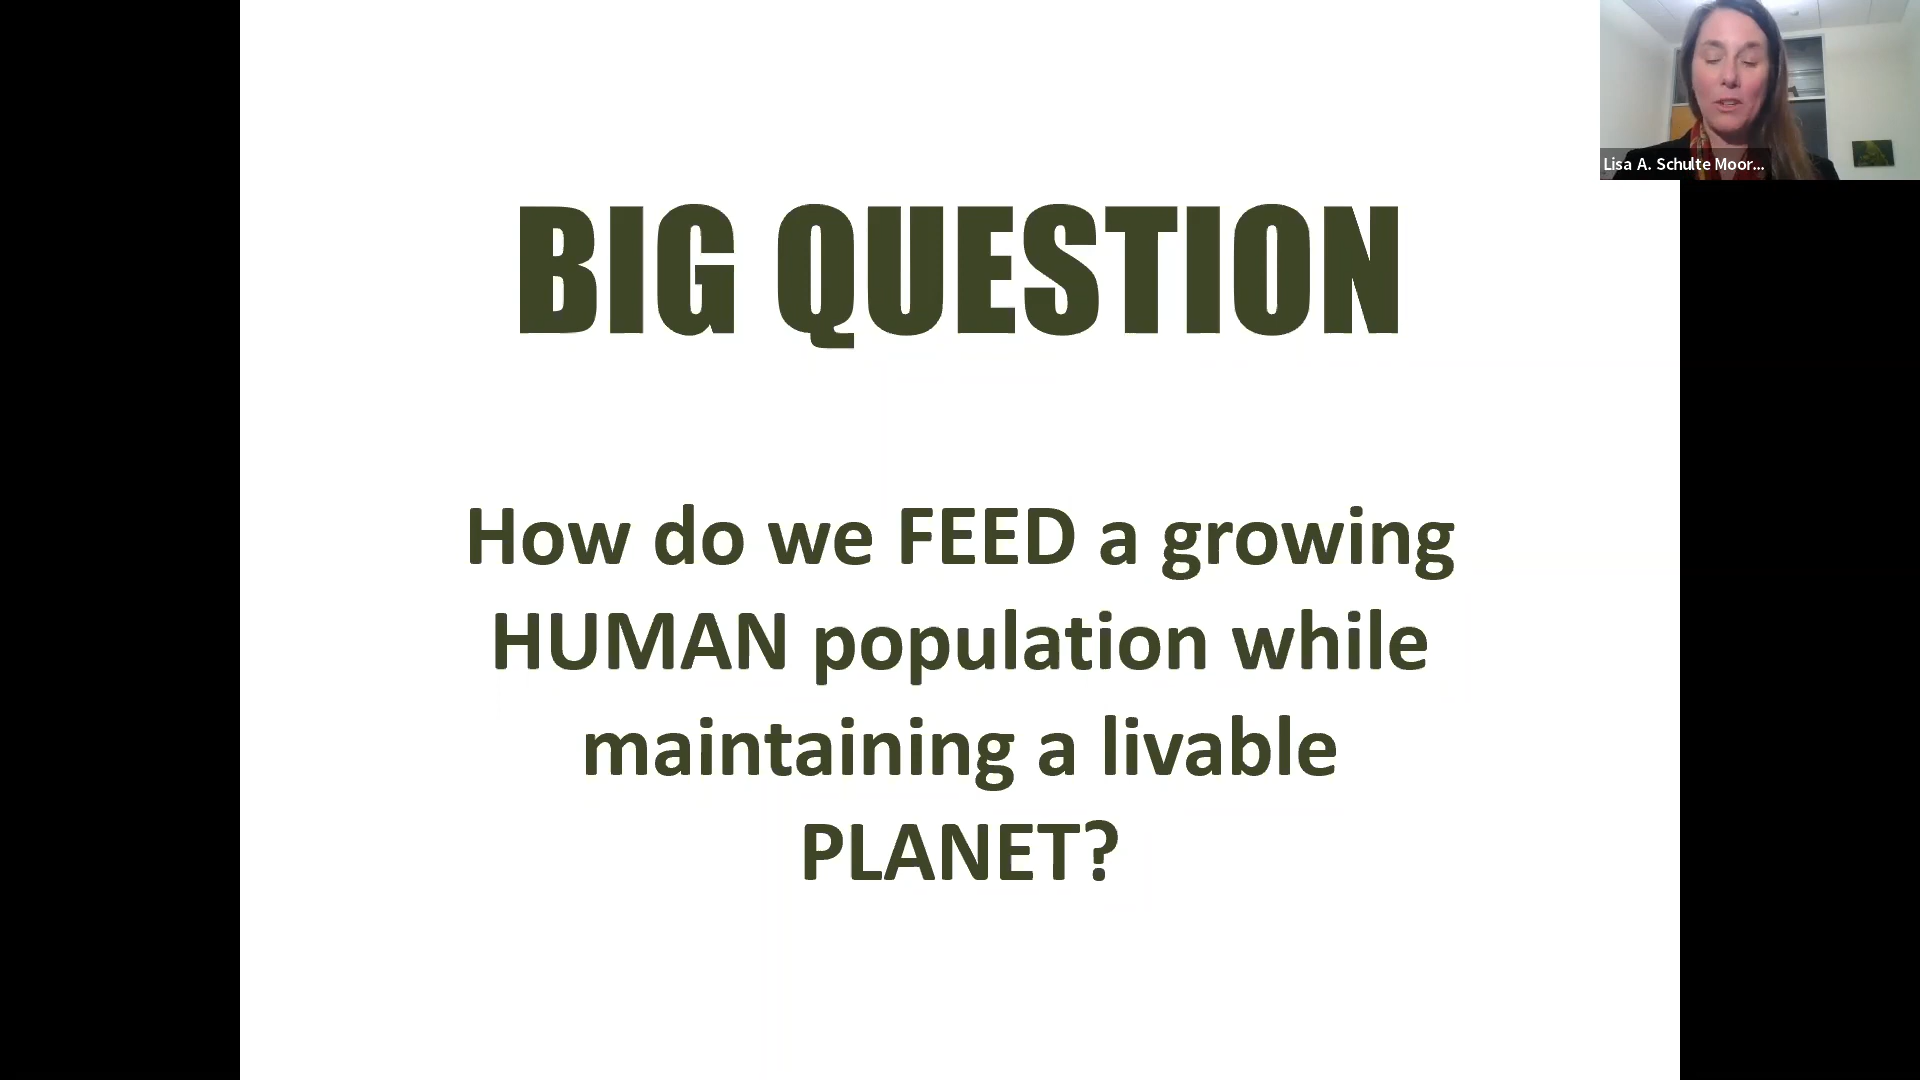 Lisa A. Schulte Moor...
BIG QUESTION
How do we FEED a growing
HUMAN population while
maintaining a livable
PLANET?